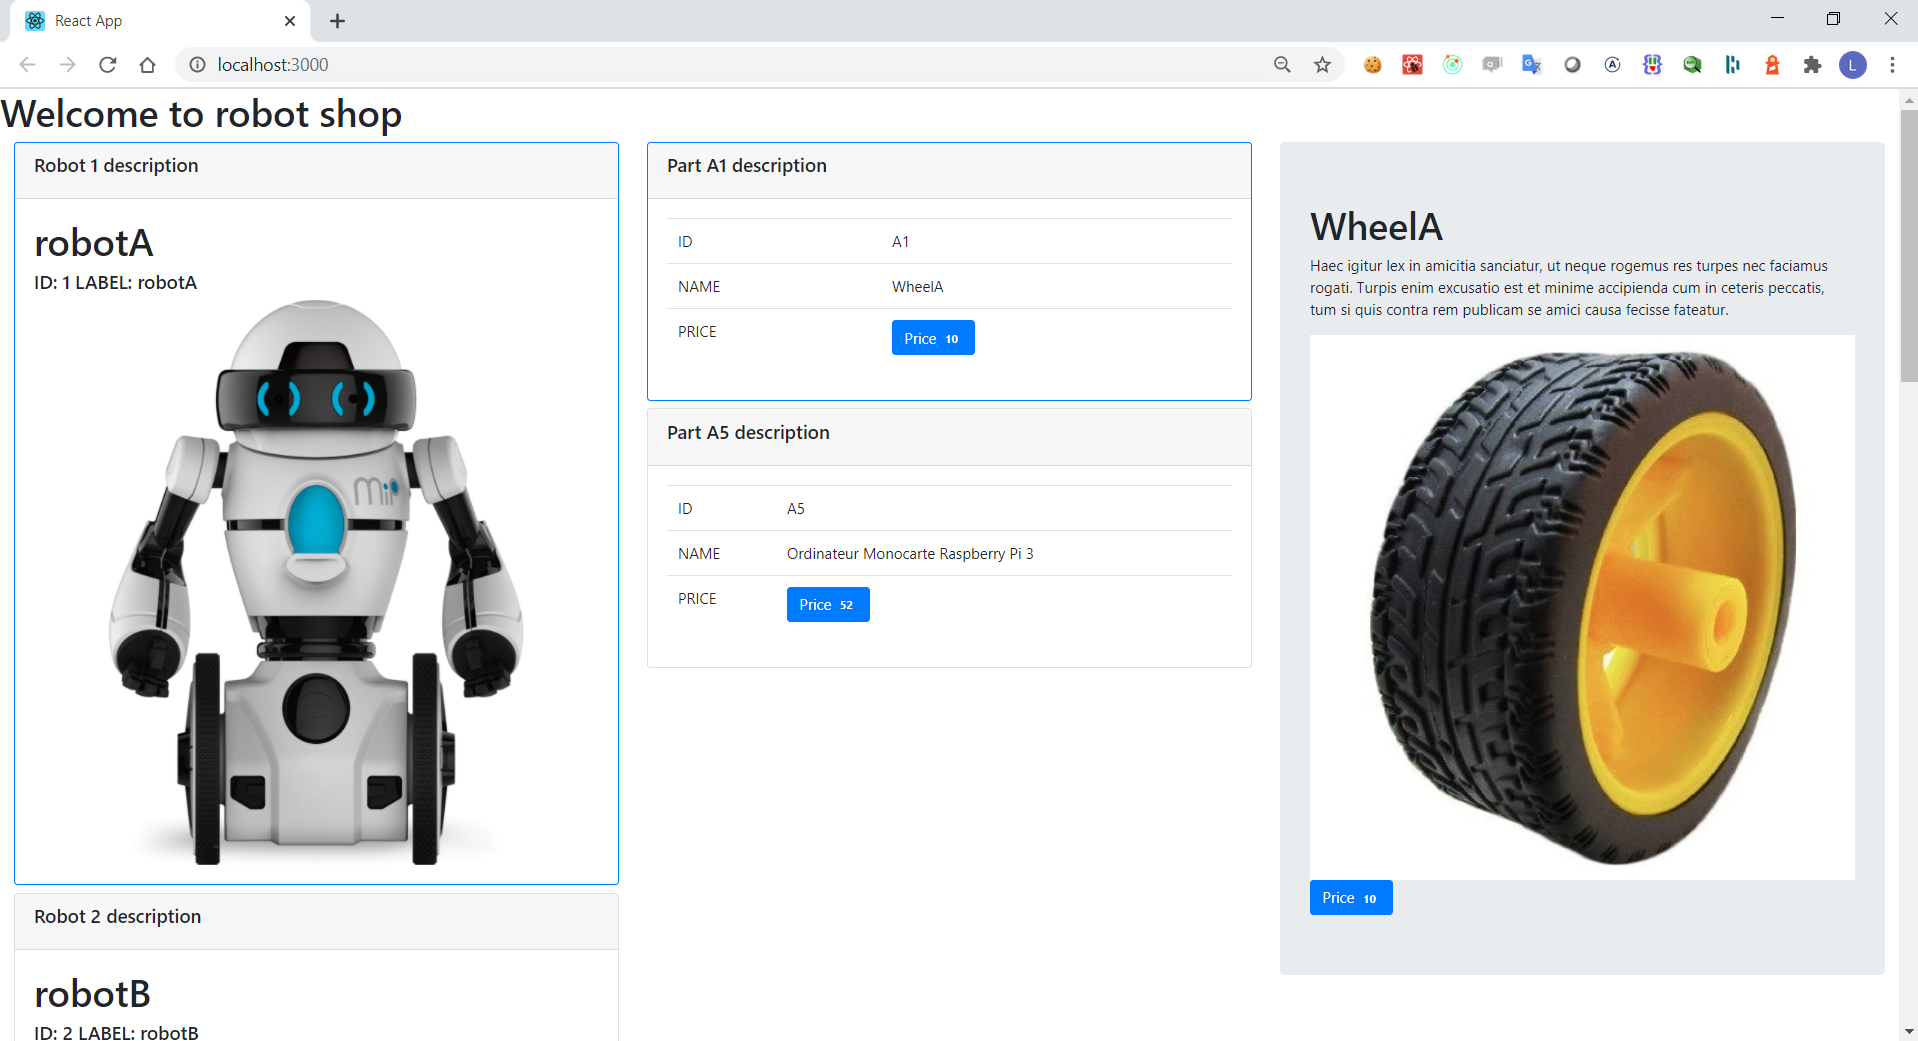 React App
localhost:3000
L
Welcome to robot shop
Robot 1 description
robotA
ID: 1 LABEL: robotA
mip
Robot 2 description
robotB
ID: 2 LABEL: robotB
Part A1 description
ID A1
NAME WheelA
PRICE Price 10
Part A5 description
ID A5
NAME Ordinateur Monocarte Raspberry Pi 3
PRICE Price 52
WheelA
Haec igitur lex in amicitia sanciatur, ut neque rogemus res turpes nec faciamus
rogati. Turpis enim excusatio est et minime accipienda cum in ceteris peccatis,
tum si quis contra rem publicam se amici causa fecisse fateatur.
Price 10